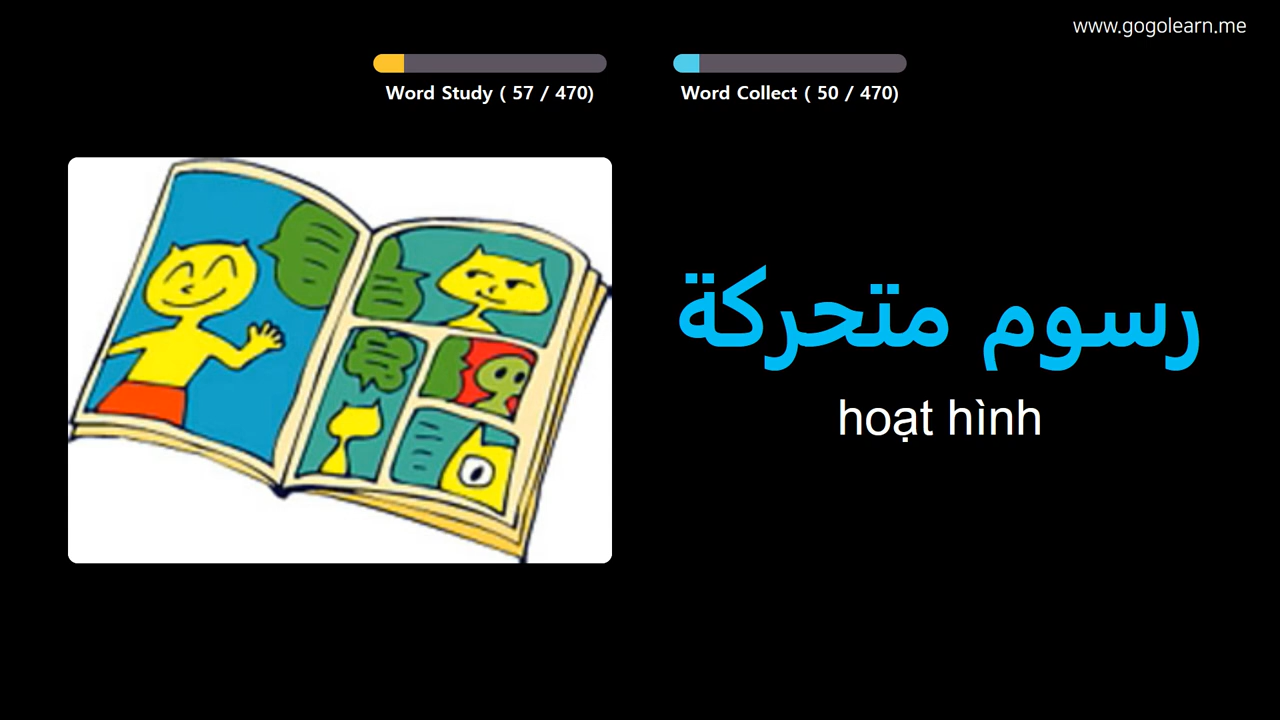 www.gogolearn.me
Word Study ( 57 / 470)
Word Collect ( 50 / 470)
رسوم متحركة
hoạt hình